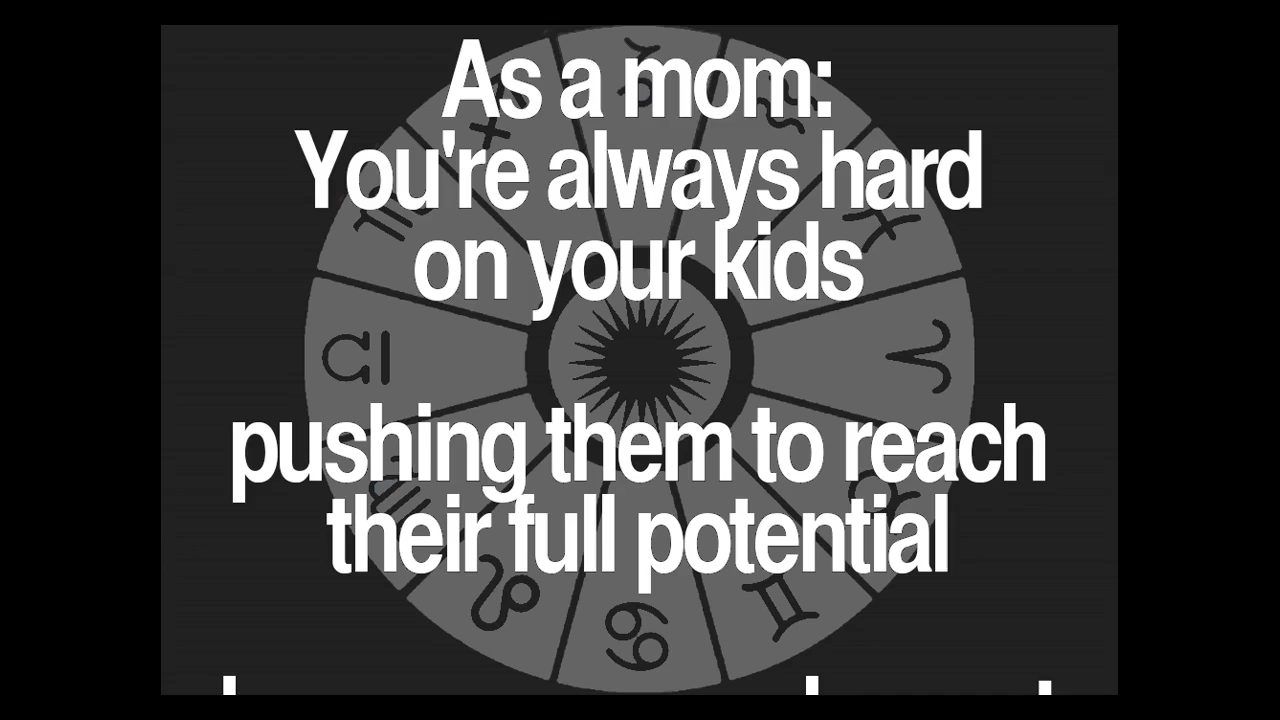 As a mom:
You're always hard
on your kids
pushing them to reach
their full potential